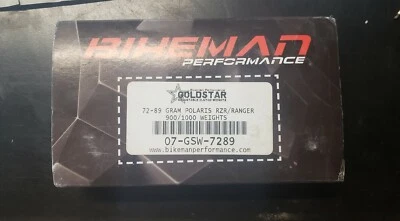 BIKEMAN
PERFORMANCE
GOLDSTAR
72-89 GRAM POLARIS RZR/RANGER
900/1000 WEIGHTS
07-GSW-7289
www.bikemanperformance.com